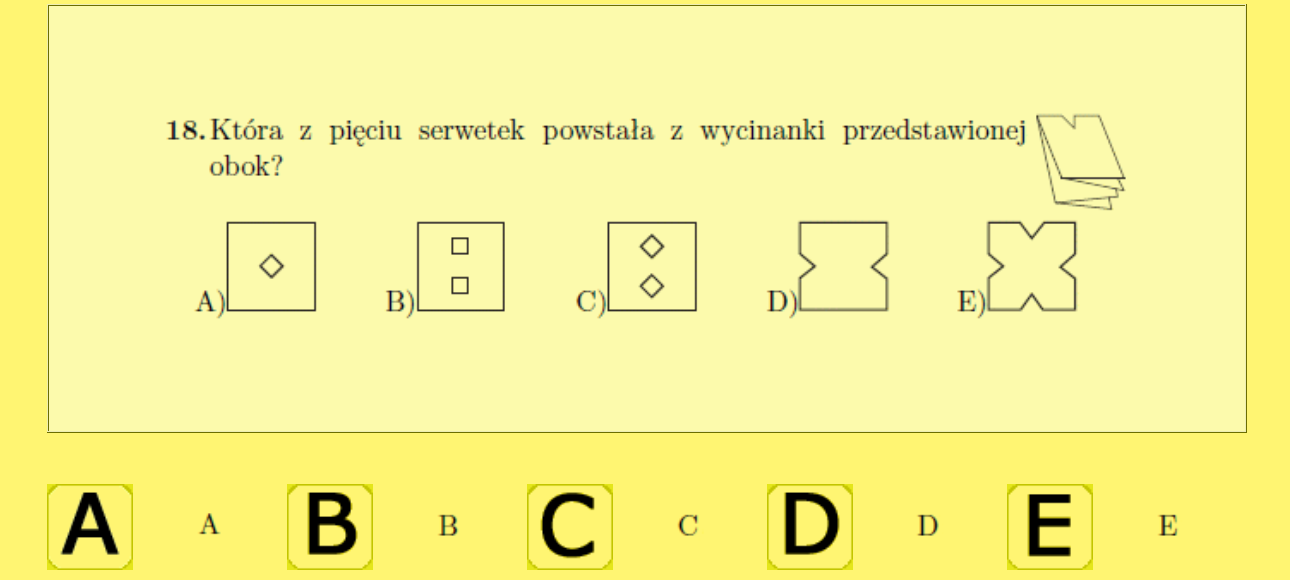 18. Która z pięciu serwetek powstała z wycinanki przedstawionej
obok?
A) B) C) D) E)
A A B B C C D D E E